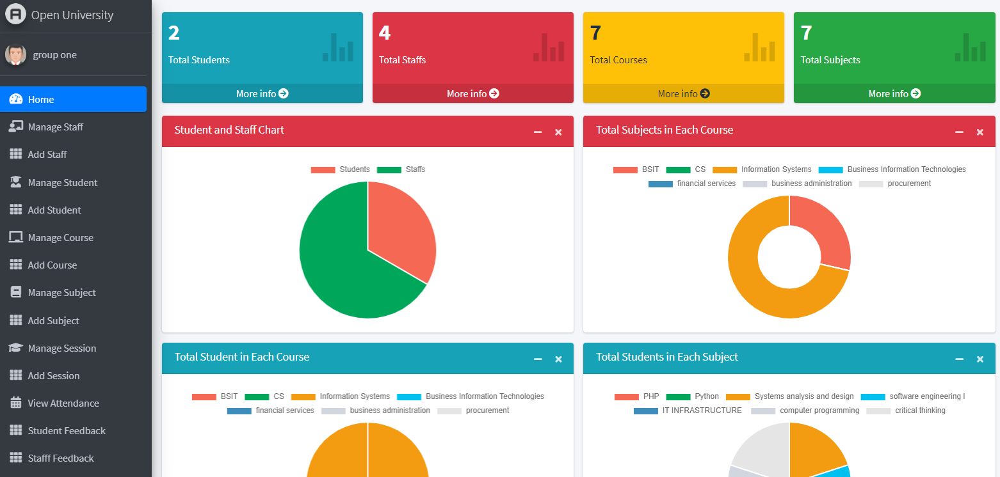 Open University
group one
Home
Manage Staff
Add Staff
Manage Student
Add Student
Manage Course
Add Course
Manage Subject
Add Subject
Manage Session
Add Session
View Attendance
Student Feedback
Stafff Feedback
2
Total Students
More info
4
Total Staffs
More info
7
Total Courses
More info
7
Total Subjects
More info
Student and Staff Chart
Students Staffs
Total Subjects in Each Course
BSIT CS Information Systems Business Information Technologies
financial services business administration procurement
Total Student in Each Course
BSIT CS Information Systems Business Information Technologies
financial services business administration procurement
Total Students in Each Subject
PHP Python Systems analysis and design software engineering I
IT INFRASTRUCTURE computer programming critical thinking